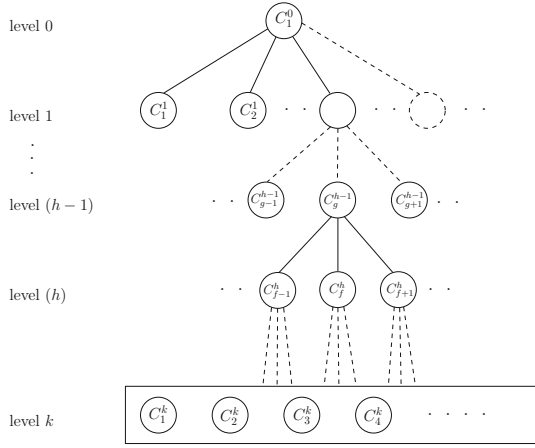 level 0 C_1^0
level 1 C_1^1 C_2^1 · · · · · ·
· · ·
level (h − 1) · · C_{g-1}^{h-1} C_g^{h-1} C_{g+1}^{h-1} · ·
level (h) · · C_{f-1}^h C_f^h C_{f+1}^h · ·
level k C_1^k C_2^k C_3^k C_4^k · · · ·